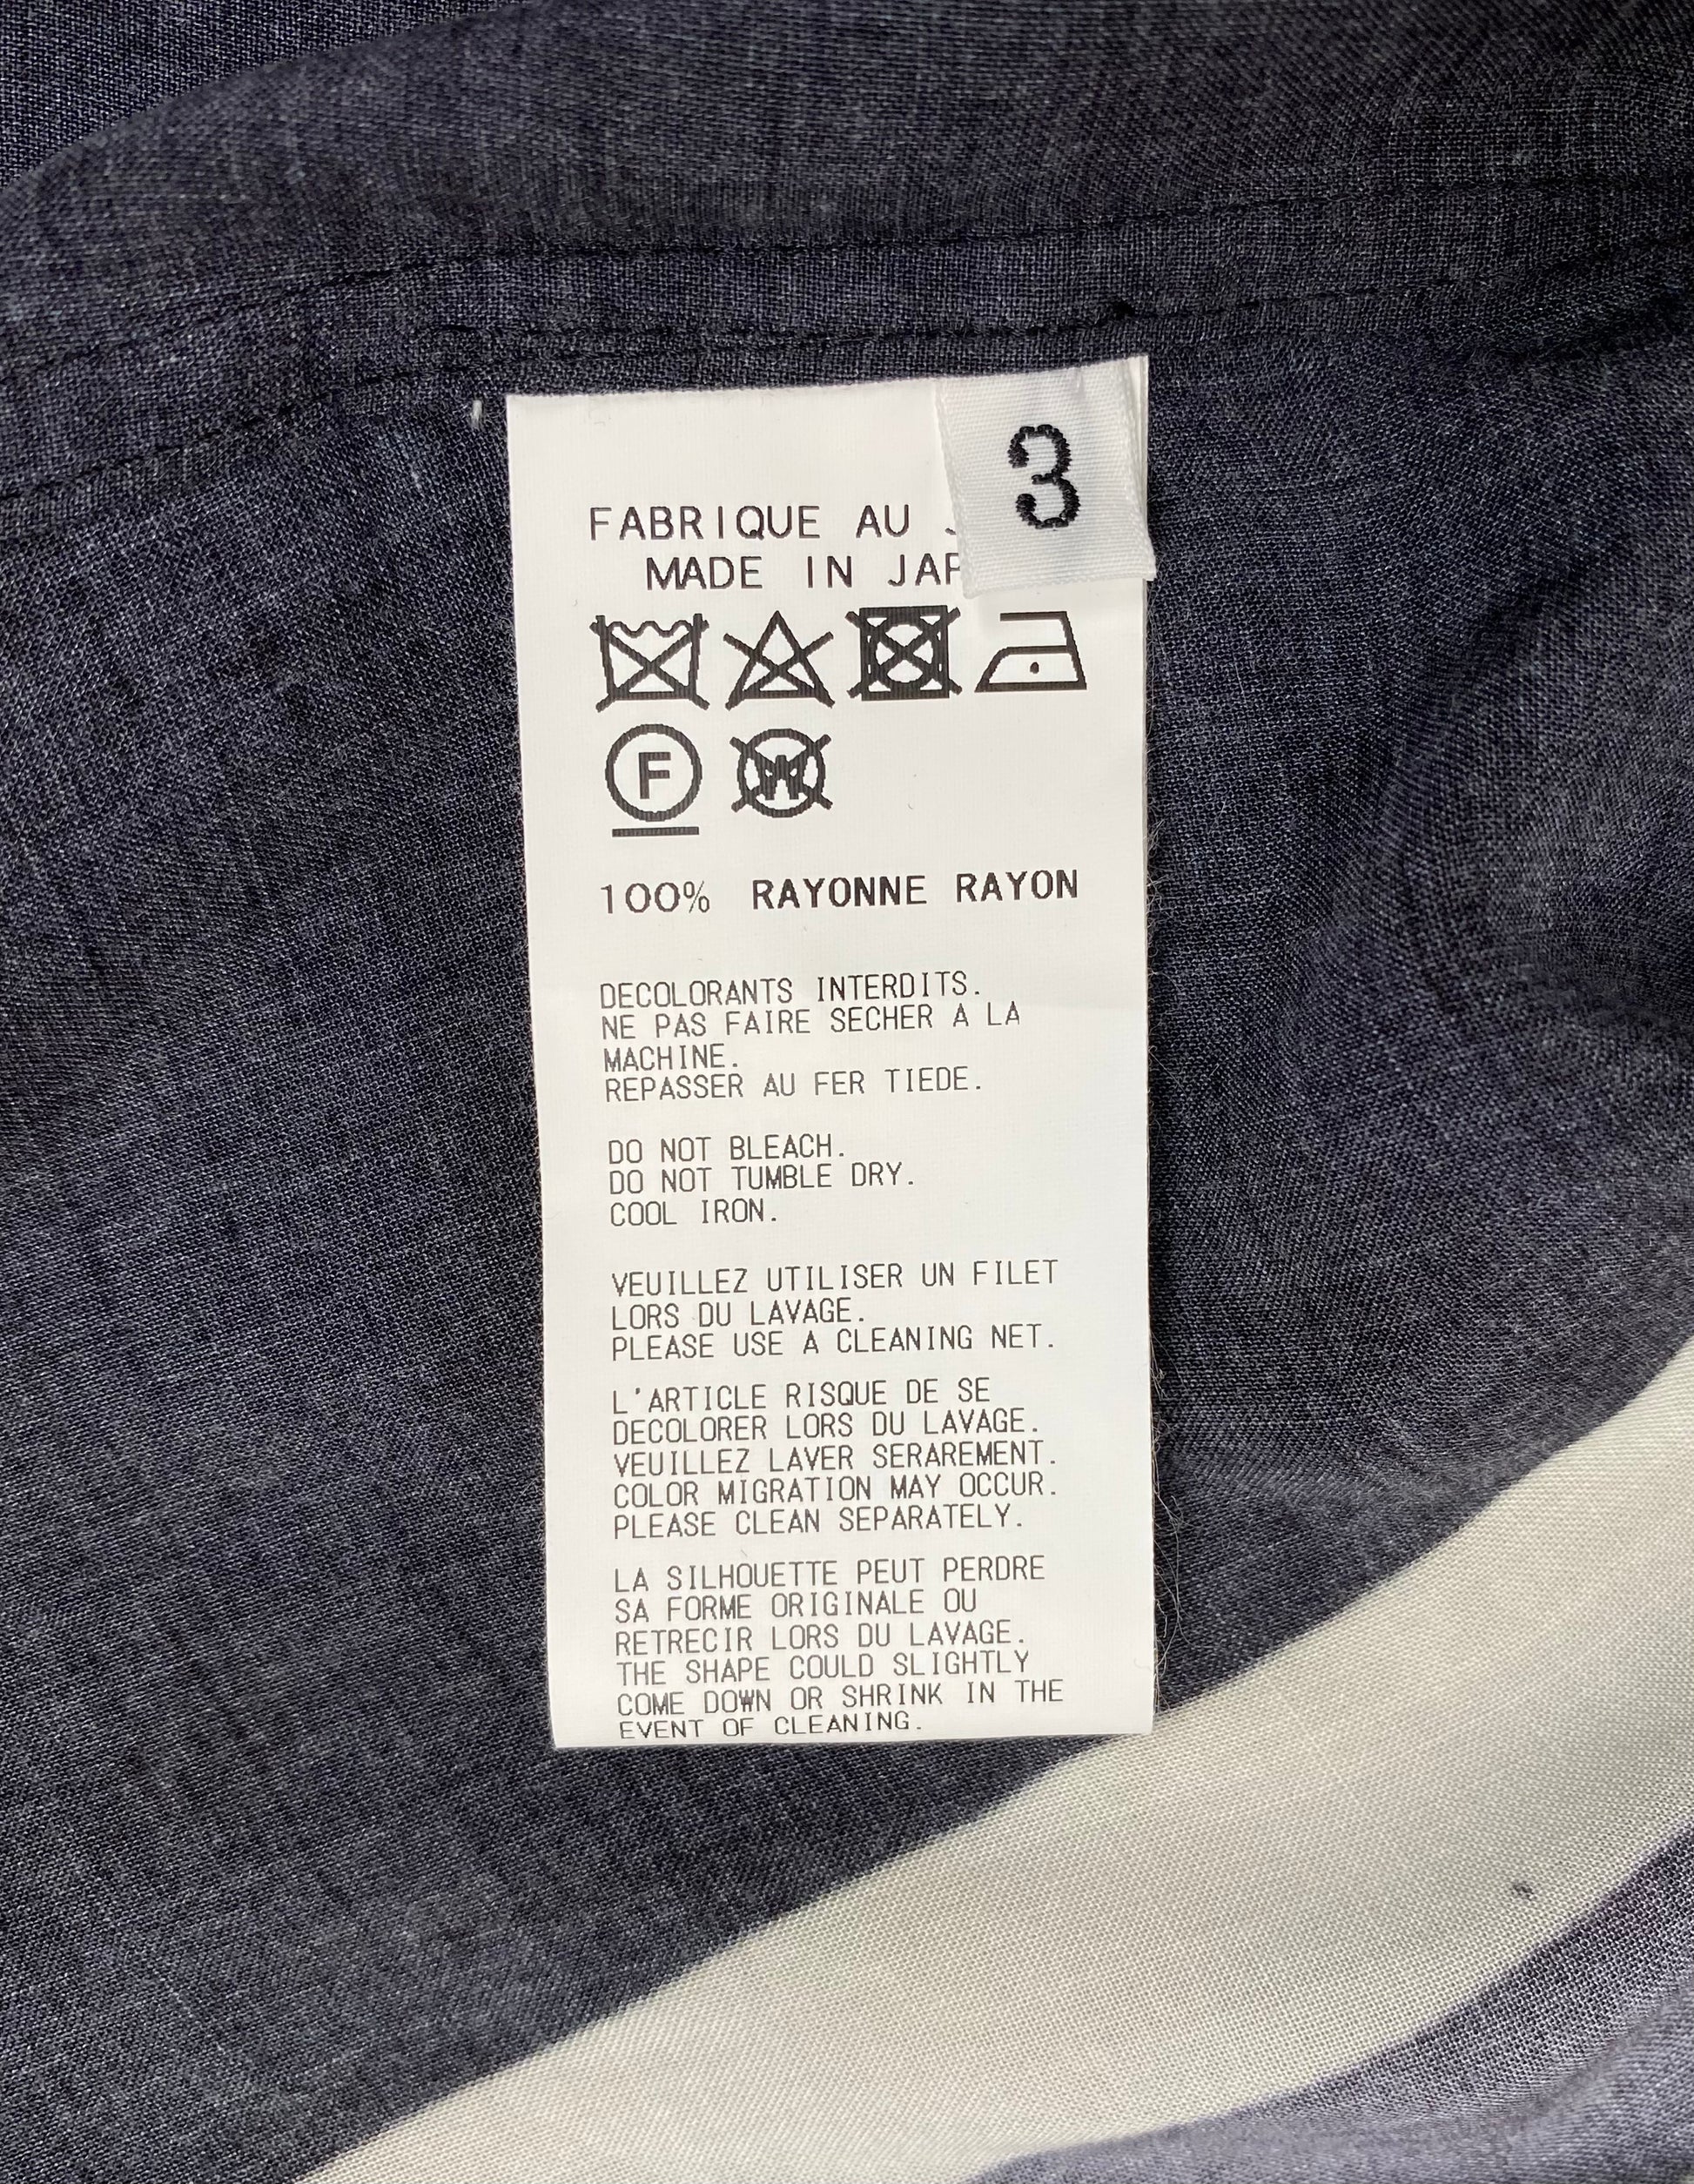 3
FABRIQUE AU
MADE IN JAP
F
W
100% RAYONNE RAYON
DECOLORANTS INTERDITS.
NE PAS FAIRE SECHER A LA
MACHINE.
REPASSER AU FER TIEDE.
DO NOT BLEACH.
DO NOT TUMBLE DRY.
COOL IRON.
VEUILLEZ UTILISER UN FILET
LORS DU LAVAGE.
PLEASE USE A CLEANING NET.
L'ARTICLE RISQUE DE SE
DECOLORER LORS DU LAVAGE.
VEUILLEZ LAVER SERAREMENT.
COLOR MIGRATION MAY OCCUR.
PLEASE CLEAN SEPARATELY.
LA SILHOUETTE PEUT PERDRE
SA FORME ORIGINALE OU
RETRECIR LORS DU LAVAGE.
THE SHAPE COULD SLIGHTLY
COME DOWN OR SHRINK IN THE
EVENT OF CLEANING.